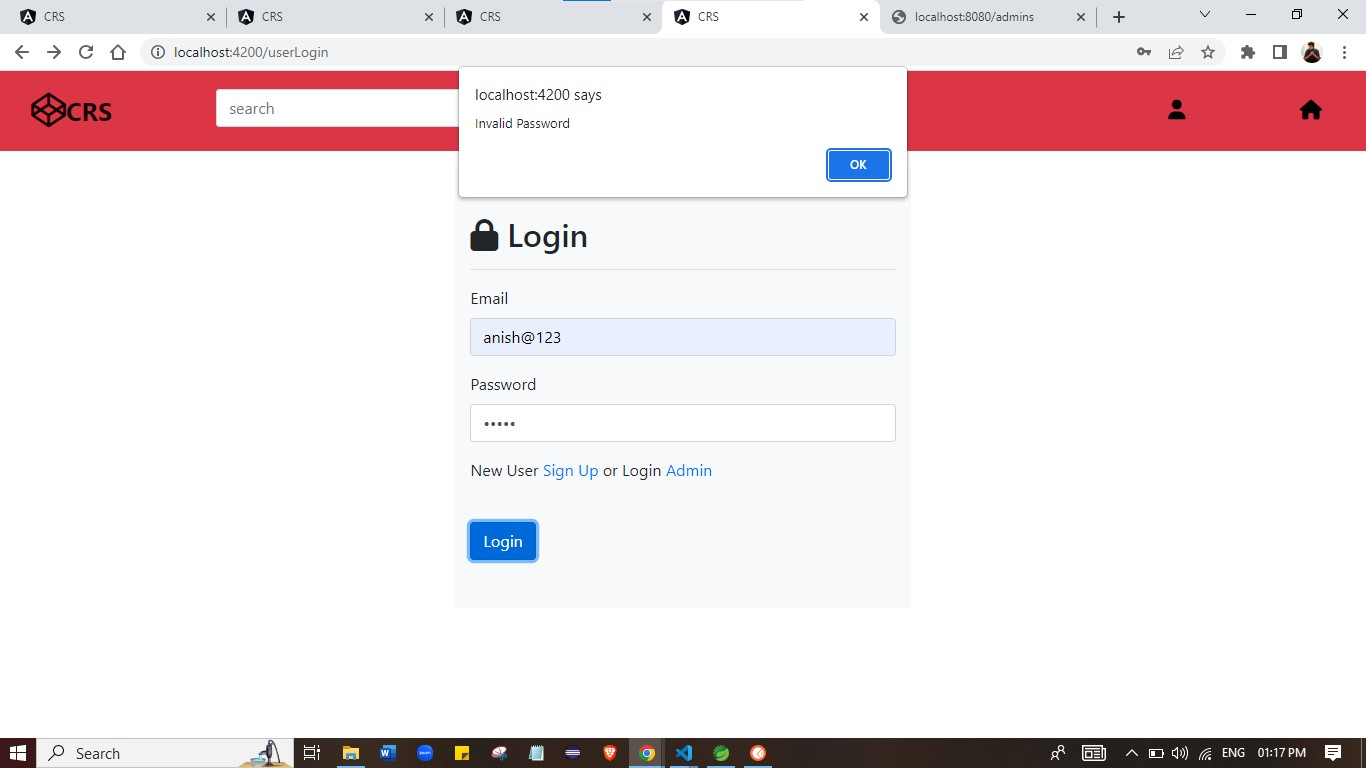 CRS
CRS
CRS
CRS
localhost:8080/admins
localhost:4200/userLogin
CRS
search
localhost:4200 says
Invalid Password
OK
Login
Email
anish@123
Password
•••••
New User Sign Up or Login Admin
Login
Search
ENG
01:17 PM